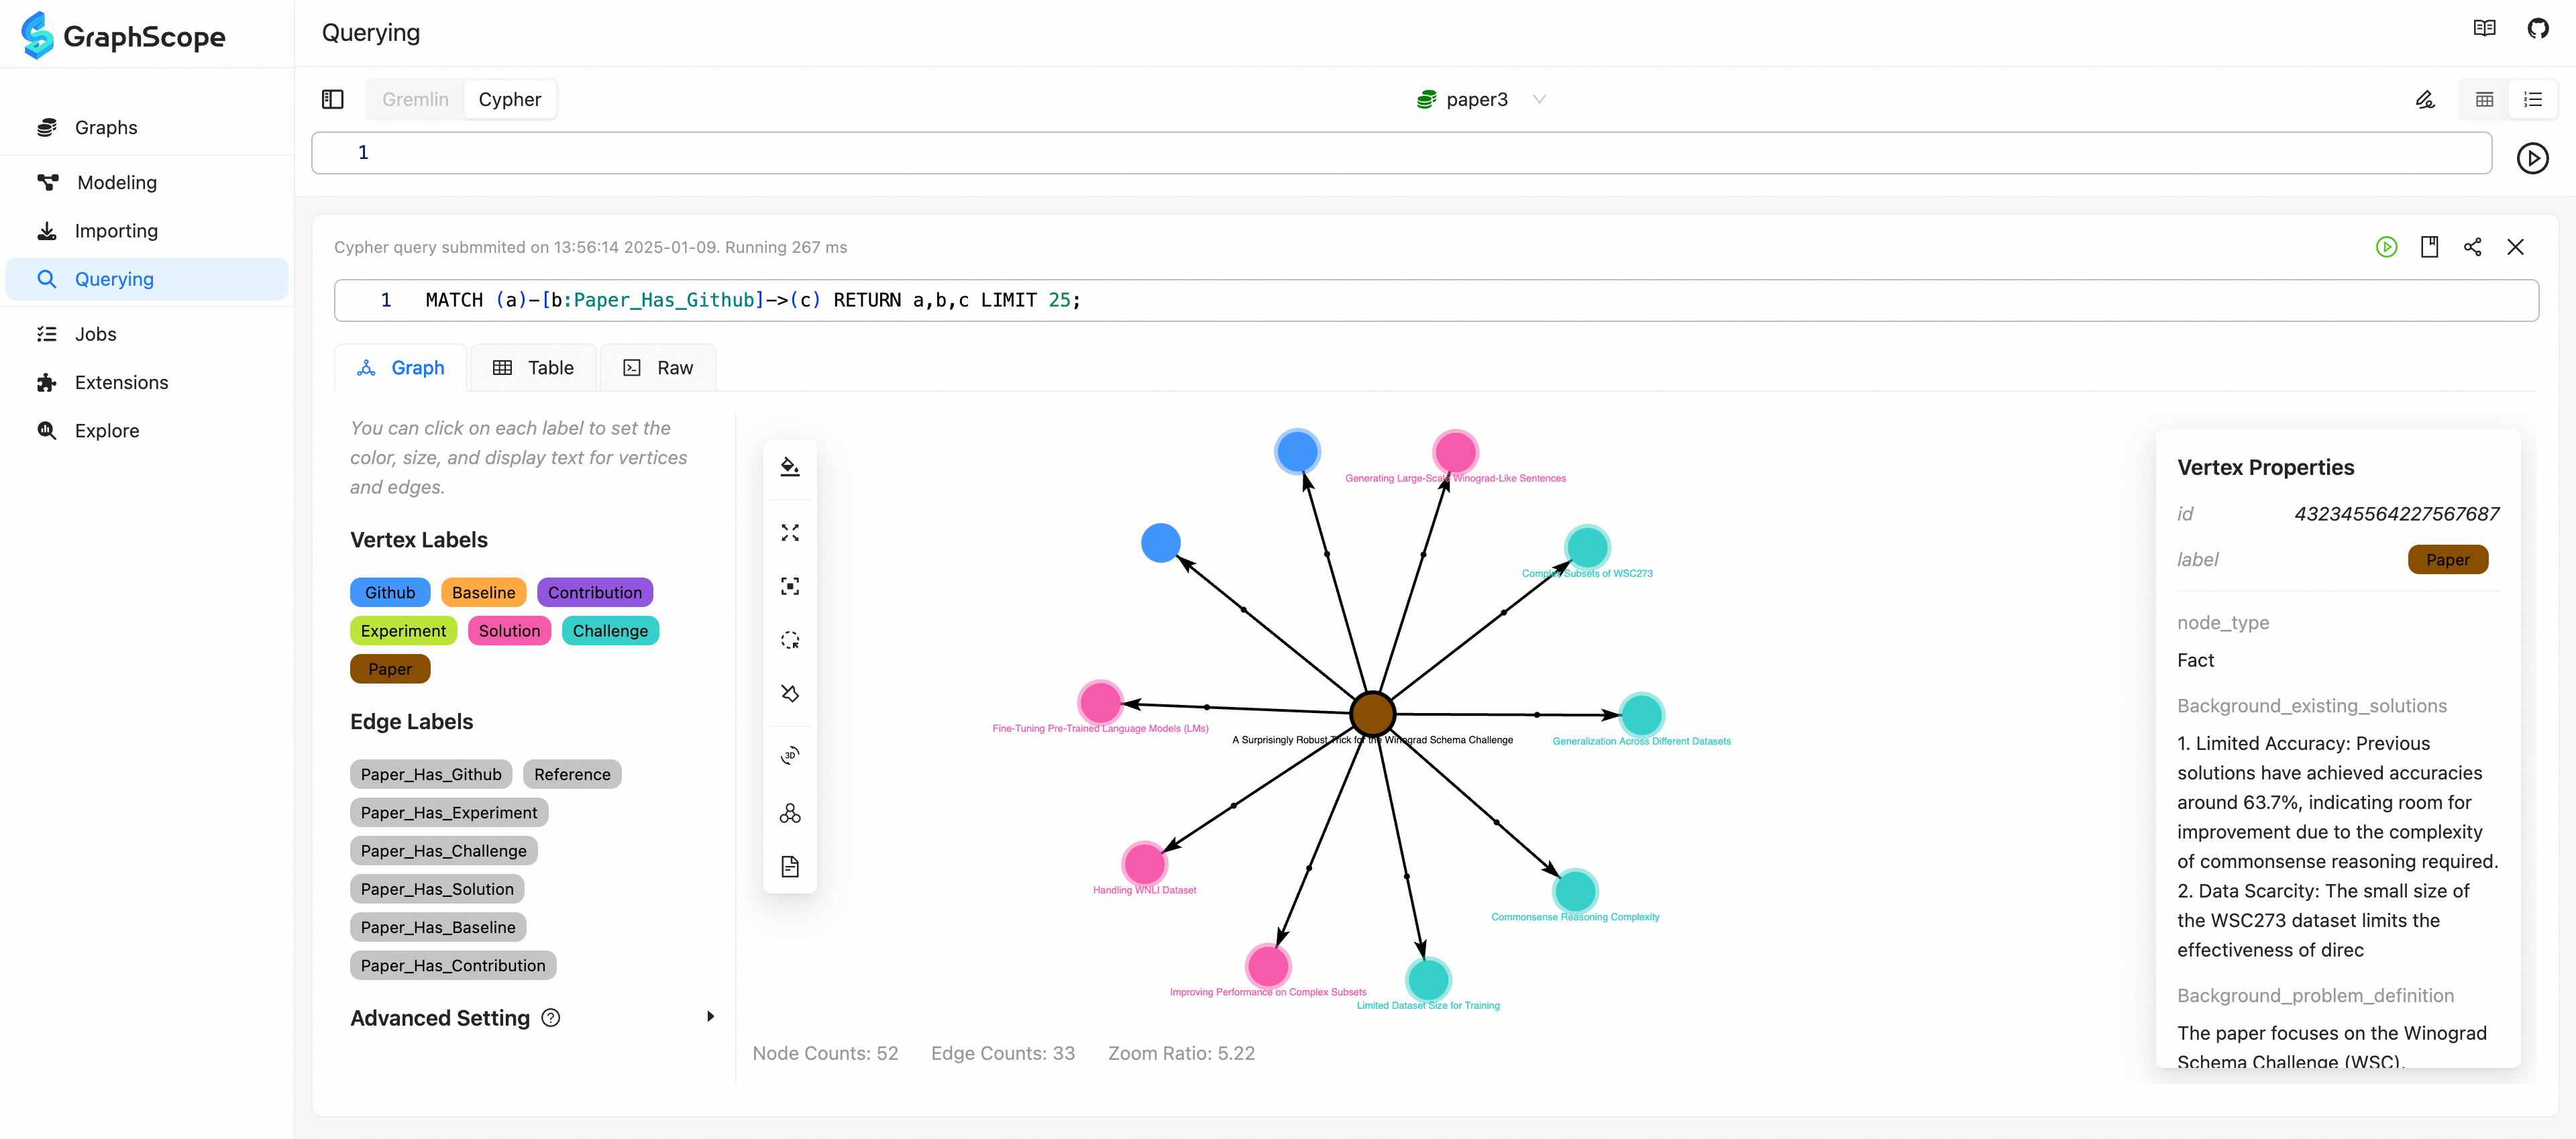 GraphScope
Querying
Graphs
Modeling
Importing
Querying
Jobs
Extensions
Explore
Gremlin
Cypher
paper3
1
Cypher query submmited on 13:56:14 2025-01-09. Running 267 ms
1 MATCH (a)-[b:Paper_Has_Github]->(c) RETURN a,b,c LIMIT 25;
Graph
Table
Raw
You can click on each label to set the
color, size, and display text for vertices
and edges.
Vertex Labels
Github Baseline Contribution
Experiment Solution Challenge
Paper
Edge Labels
Paper_Has_Github Reference
Paper_Has_Experiment
Paper_Has_Challenge
Paper_Has_Solution
Paper_Has_Baseline
Paper_Has_Contribution
Advanced Setting ?
3D
Generating Large-Scale Winograd-Like Sentences
Complex Subsets of WSC273
Fine-Tuning Pre-Trained Language Models (LMs)
A Surprisingly Robust Trick for the Winograd Schema Challenge
Generalization Across Different Datasets
Handling WNLI Dataset
Commonsense Reasoning Complexity
Improving Performance on Complex Subsets
Limited Dataset Size for Training
Node Counts: 52 Edge Counts: 33 Zoom Ratio: 5.22
Vertex Properties
id 432345564227567687
label Paper
node_type
Fact
Background_existing_solutions
1. Limited Accuracy: Previous
solutions have achieved accuracies
around 63.7%, indicating room for
improvement due to the complexity
of commonsense reasoning required.
2. Data Scarcity: The small size of
the WSC273 dataset limits the
effectiveness of direc
Background_problem_definition
The paper focuses on the Winograd
Schema Challenge (WSC),